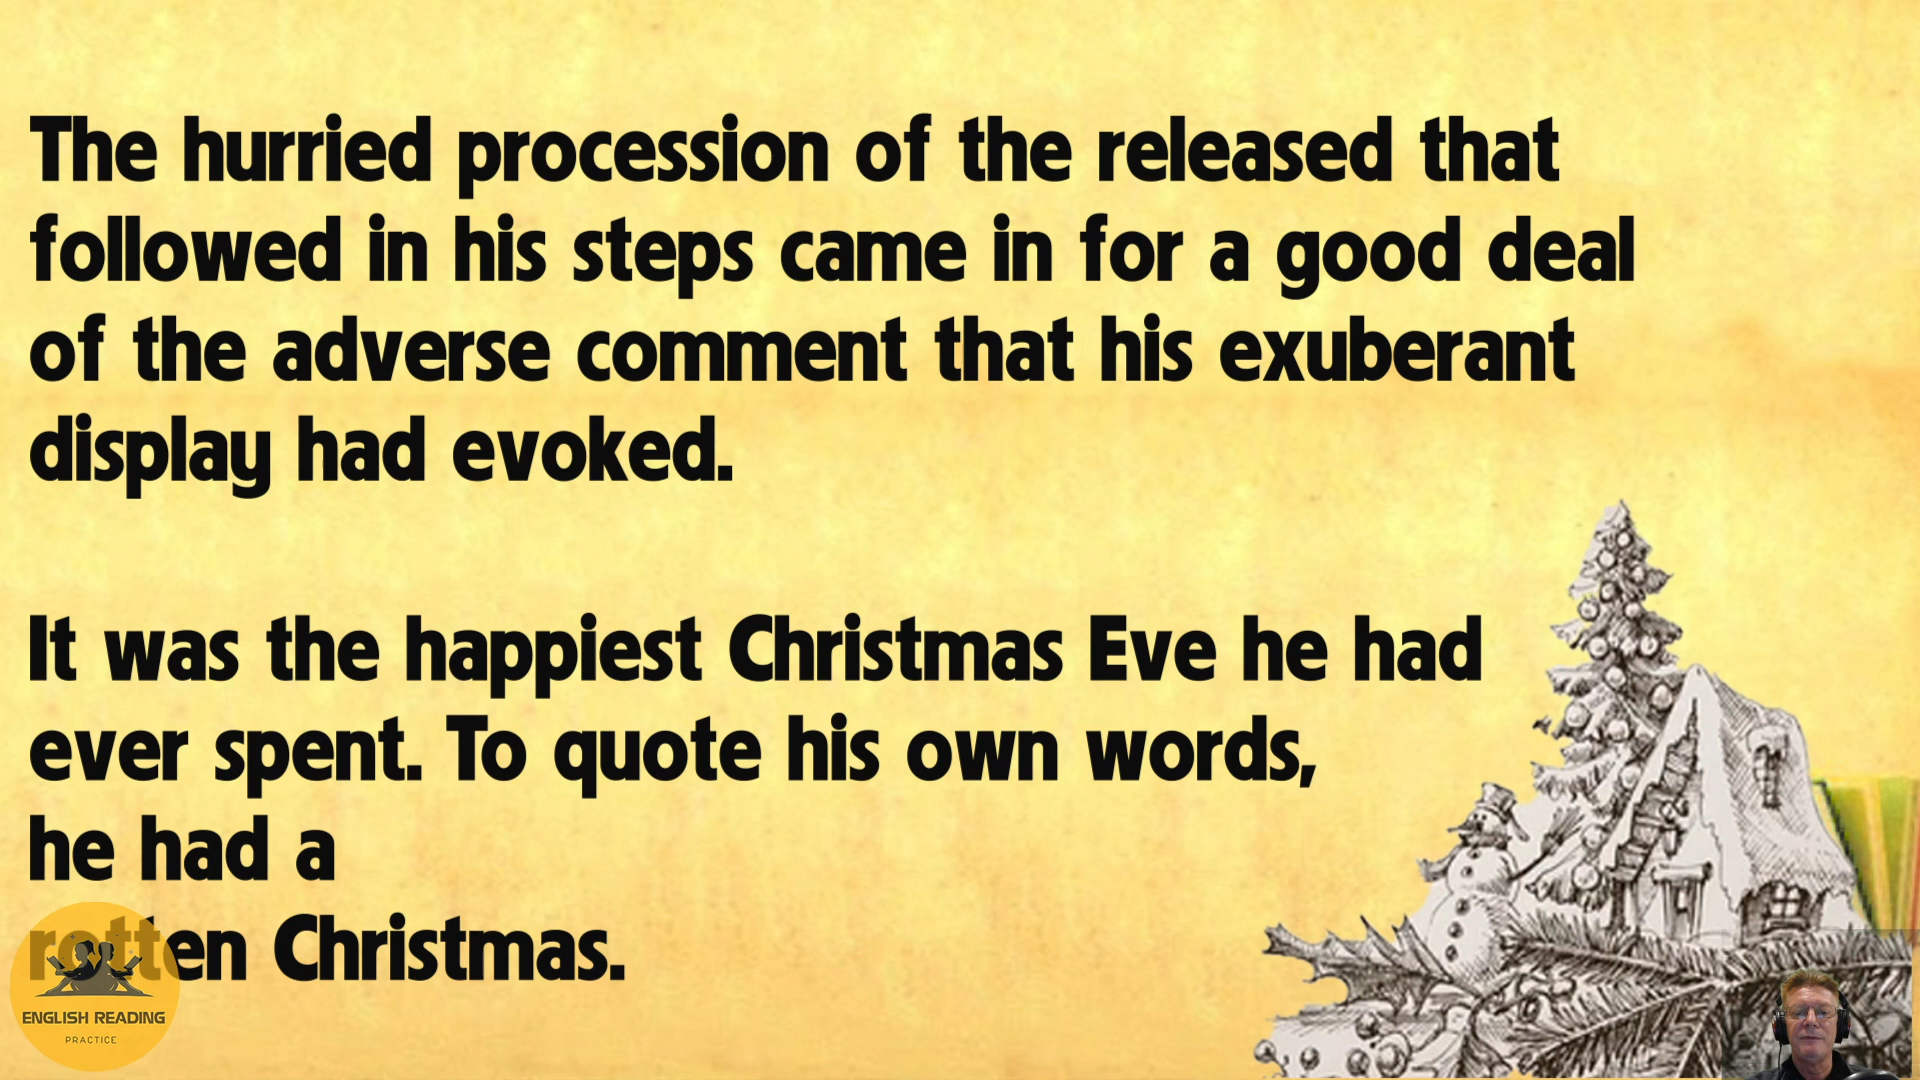 The hurried procession of the released that
followed in his steps came in for a good deal
of the adverse comment that his exuberant
display had evoked.
It was the happiest Christmas Eve he had
ever spent. To quote his own words,
he had a
rotten Christmas.
ENGLISH READING
PRACTICE